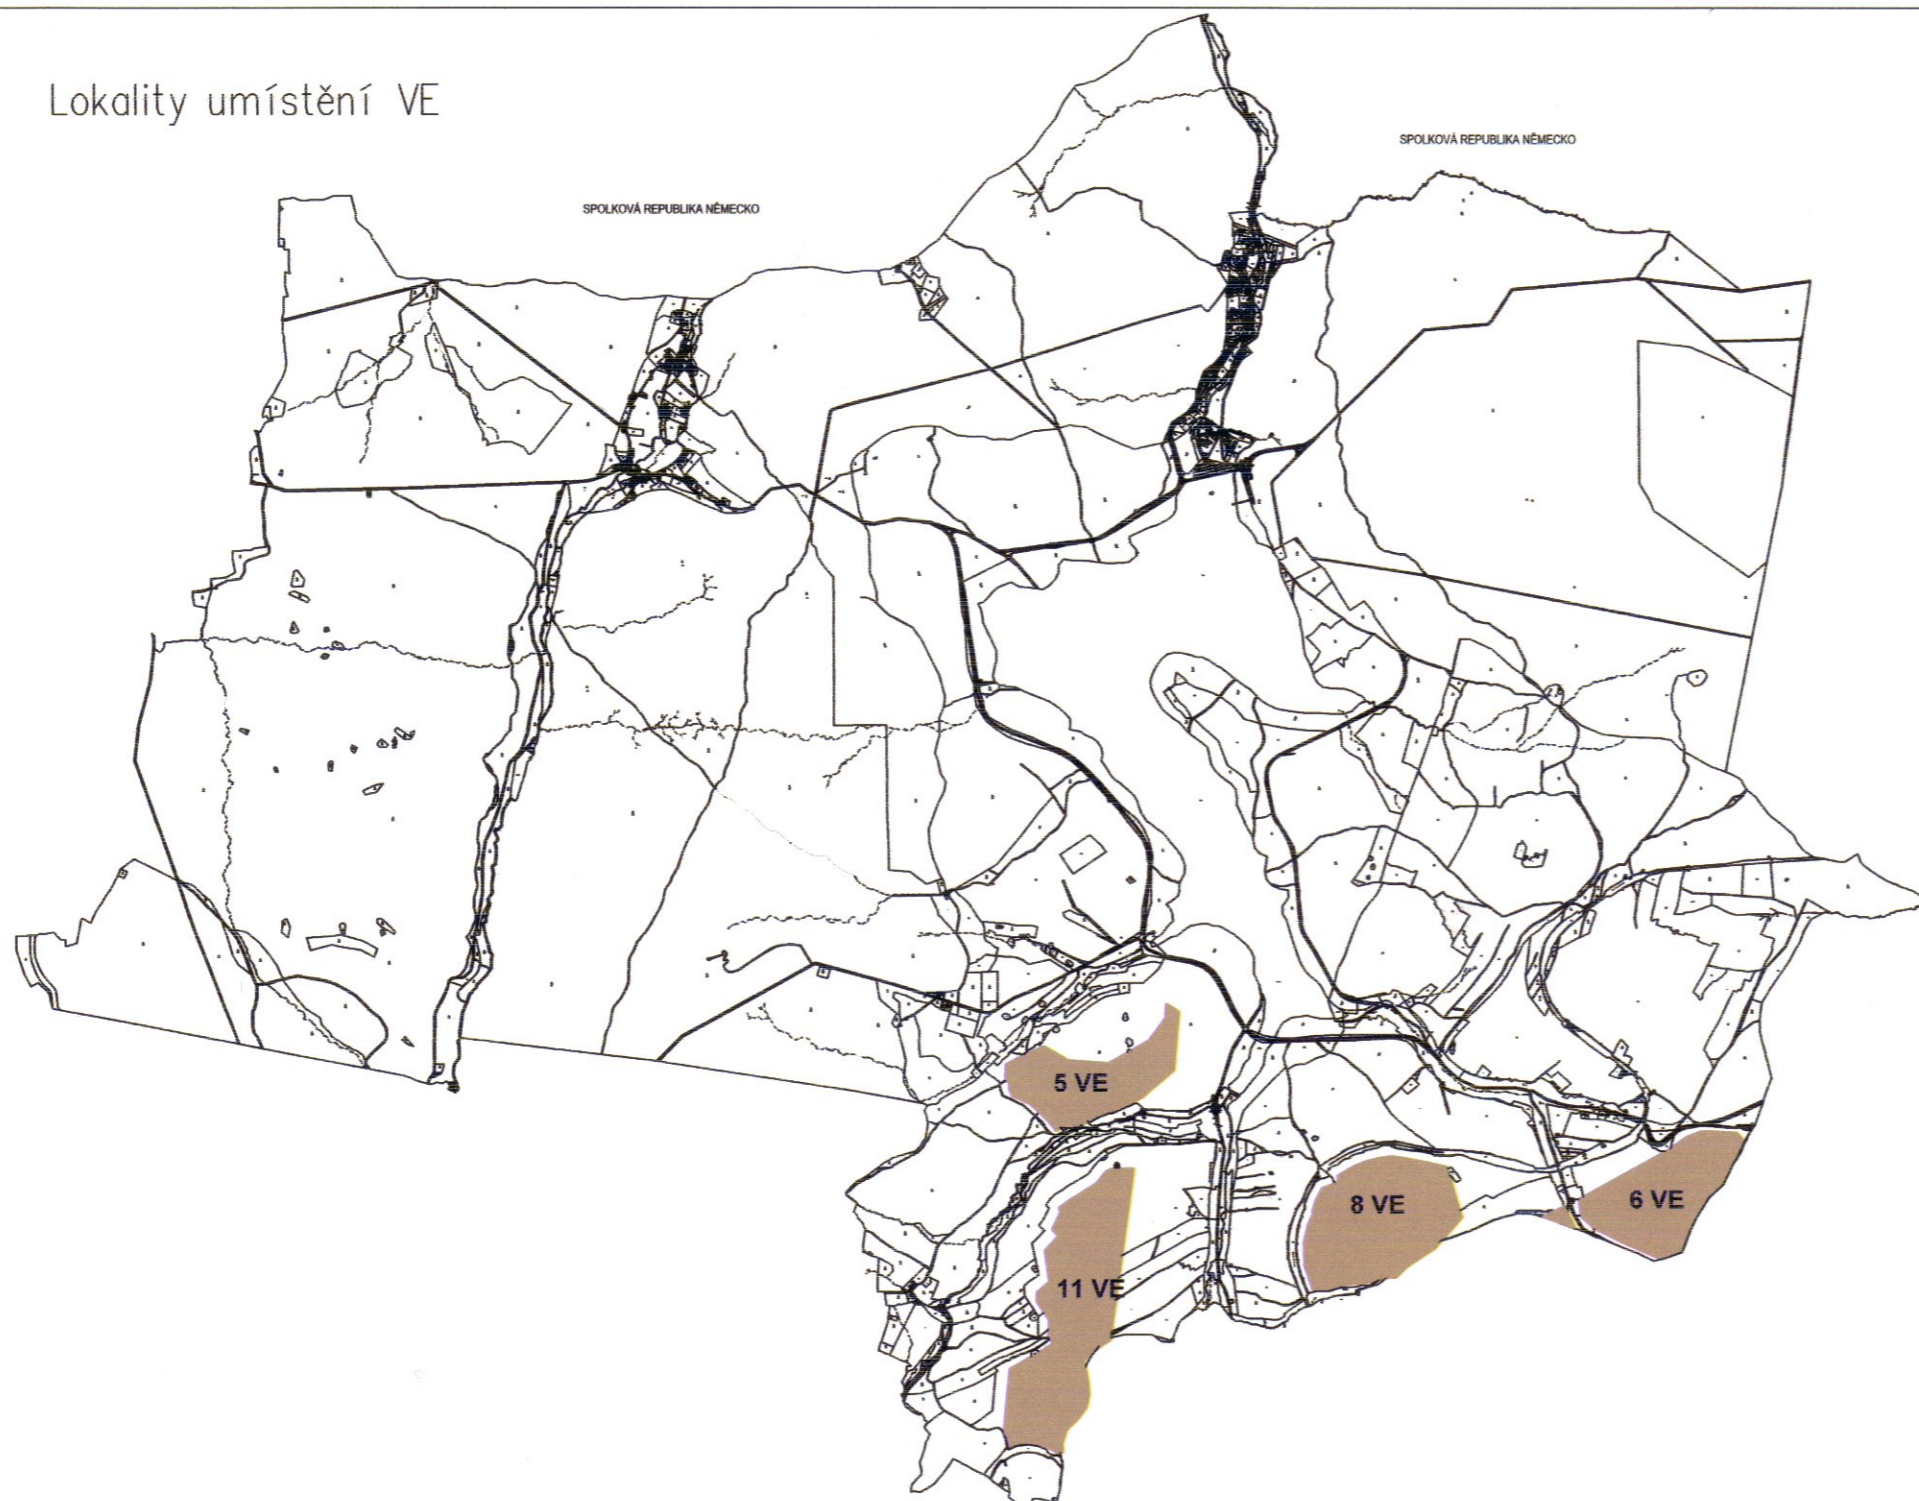 Lokality umístění VE
SPOLKOVÁ REPUBLIKA NĚMECKO
SPOLKOVÁ REPUBLIKA NĚMECKO
5 VE
8 VE
6 VE
11 VE